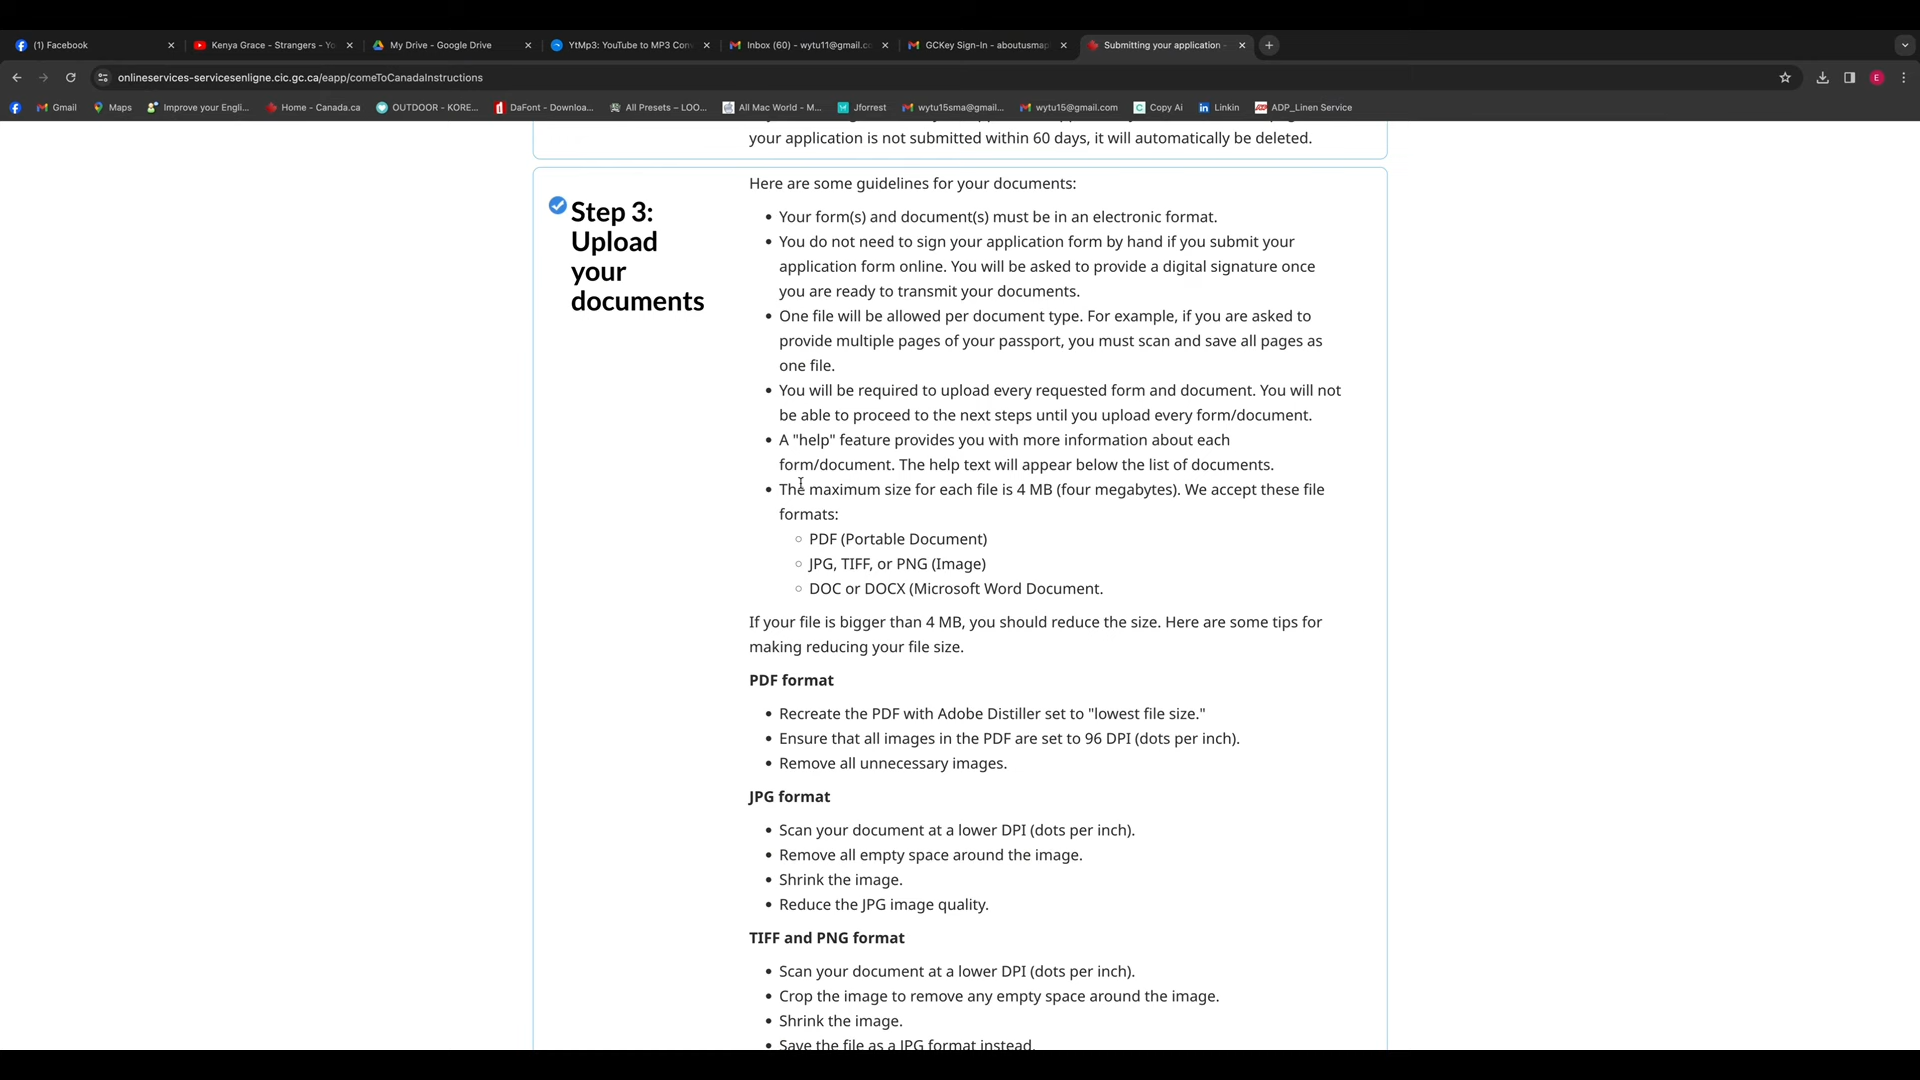 (1) Facebook
Kenya Grace - Strangers - Yo
My Drive - Google Drive
YtMp3: YouTube to MP3 Con
Inbox (60) - wytu11@gmail.co
GCKey Sign-In - aboutusmap
Submitting your application -
onlineservices-servicesenligne.cic.gc.ca/eapp/comeToCanadaInstructions
Gmail
Maps
Improve your Engli...
Home - Canada.ca
OUTDOOR - KORE...
DaFont - Downloa...
All Presets – LOO...
All Mac World - M...
Jforrest
wytu15sma@gmail...
wytu15@gmail.com
Copy Ai
Linkin
ADP_Linen Service
your application is not submitted within 60 days, it will automatically be deleted.
Step 3:
Upload
your
documents
Here are some guidelines for your documents:
Your form(s) and document(s) must be in an electronic format.
You do not need to sign your application form by hand if you submit your
application form online. You will be asked to provide a digital signature once
you are ready to transmit your documents.
One file will be allowed per document type. For example, if you are asked to
provide multiple pages of your passport, you must scan and save all pages as
one file.
You will be required to upload every requested form and document. You will not
be able to proceed to the next steps until you upload every form/document.
A "help" feature provides you with more information about each
form/document. The help text will appear below the list of documents.
The maximum size for each file is 4 MB (four megabytes). We accept these file
formats:
PDF (Portable Document)
JPG, TIFF, or PNG (Image)
DOC or DOCX (Microsoft Word Document.
If your file is bigger than 4 MB, you should reduce the size. Here are some tips for
making reducing your file size.
PDF format
Recreate the PDF with Adobe Distiller set to "lowest file size."
Ensure that all images in the PDF are set to 96 DPI (dots per inch).
Remove all unnecessary images.
JPG format
Scan your document at a lower DPI (dots per inch).
Remove all empty space around the image.
Shrink the image.
Reduce the JPG image quality.
TIFF and PNG format
Scan your document at a lower DPI (dots per inch).
Crop the image to remove any empty space around the image.
Shrink the image.
Save the file as a JPG format instead.